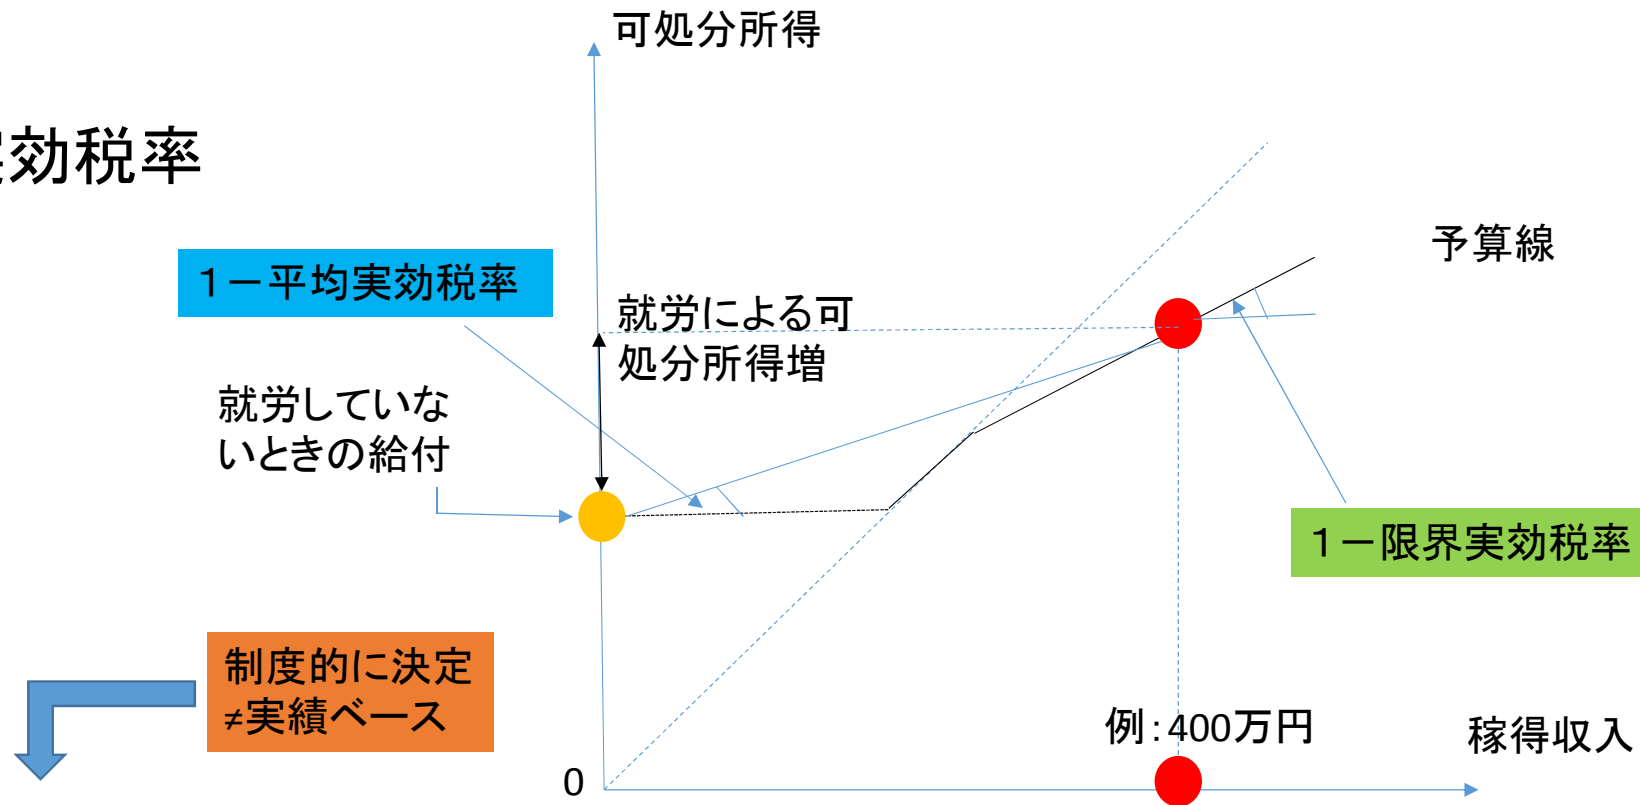 可処分所得
効税率
予算線
１－平均実効税率
就労による可
処分所得増
就労していな
いときの給付
１－限界実効税率
制度的に決定
≠実績ベース
例：400万円
稼得収入
0